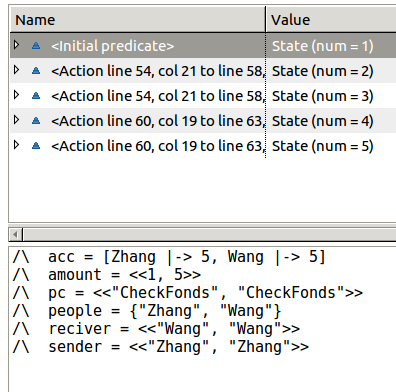 Name Value
<Initial predicate> State (num = 1)
<Action line 54, col 21 to line 58, State (num = 2)
<Action line 54, col 21 to line 58, State (num = 3)
<Action line 60, col 19 to line 63, State (num = 4)
<Action line 60, col 19 to line 63, State (num = 5)
/\ acc = [Zhang |-> 5, Wang |-> 5]
/\ amount = <<1, 5>>
/\ pc = <<"CheckFonds", "CheckFonds">>
/\ people = {"Zhang", "Wang"}
/\ reciver = <<"Wang", "Wang">>
/\ sender = <<"Zhang", "Zhang">>